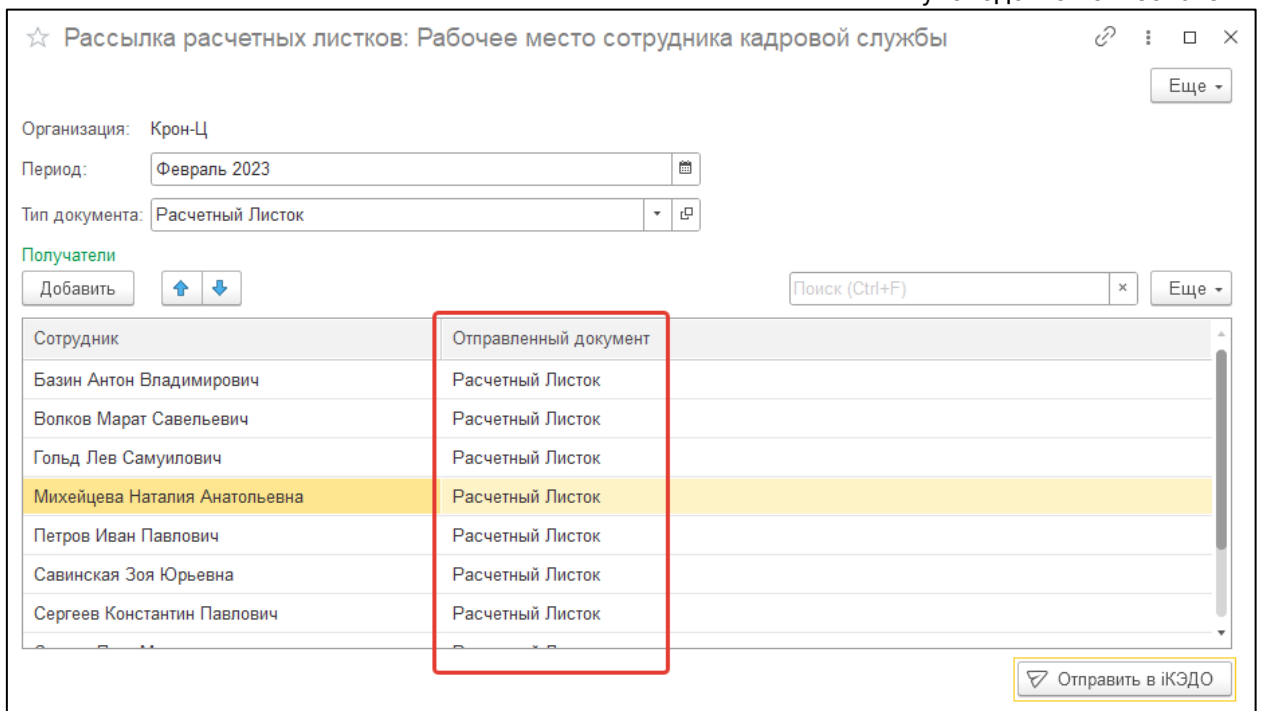 Рассылка расчетных листков: Рабочее место сотрудника кадровой службы
Еще
Организация: Крон-Ц
Период: Февраль 2023
Тип документа: Расчетный Листок
Получатели
Добавить Поиск (Ctrl+F) × Еще
Сотрудник Отправленный документ
Базин Антон Владимирович Расчетный Листок
Волков Марат Савельевич Расчетный Листок
Гольд Лев Самуилович Расчетный Листок
Михейцева Наталия Анатольевна Расчетный Листок
Петров Иван Павлович Расчетный Листок
Савинская Зоя Юрьевна Расчетный Листок
Сергеев Константин Павлович Расчетный Листок
Отправить в iКЭДО